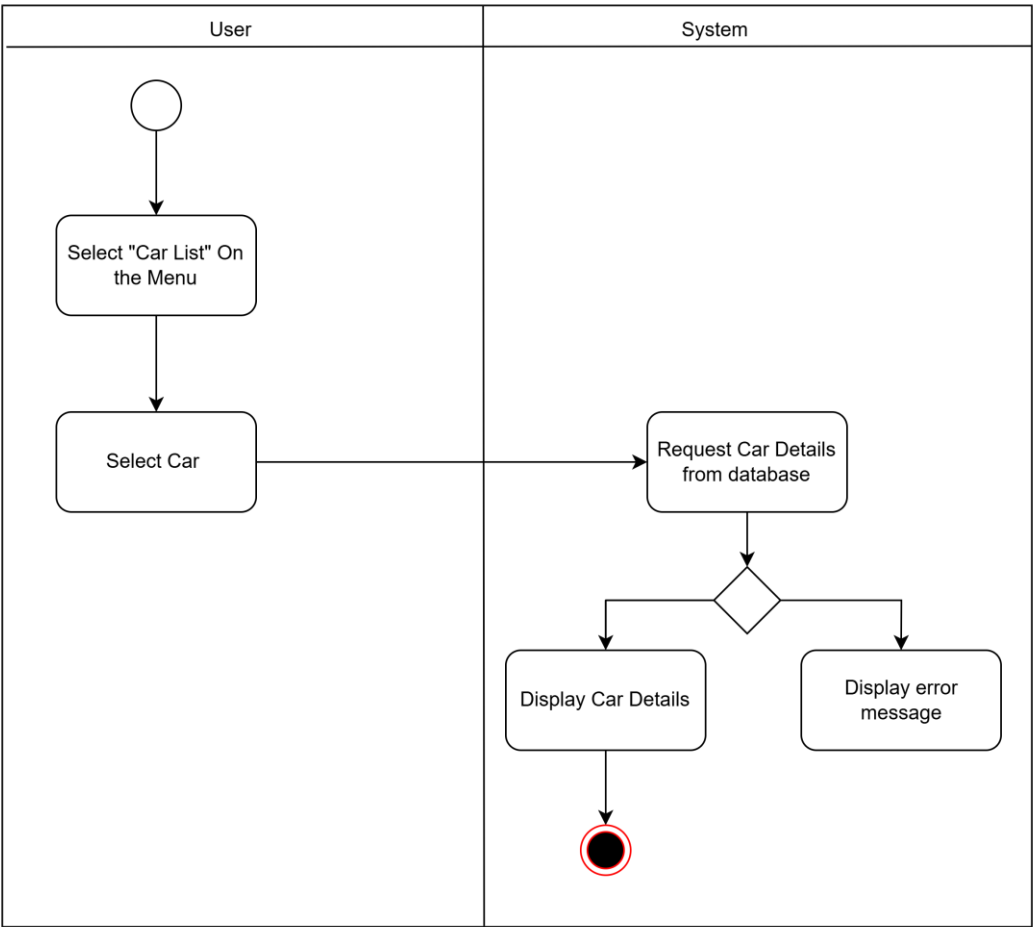 User
System
Select "Car List" On
the Menu
Select Car
Request Car Details
from database
Display Car Details
Display error
message